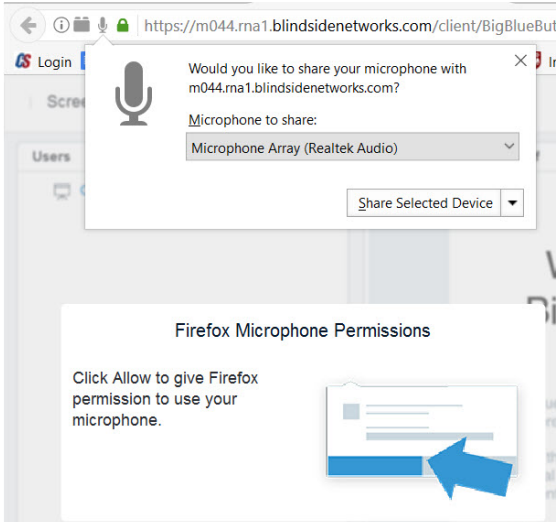 https://m044.rna1.blindsidenetworks.com/client/BigBlueBut
Login
Would you like to share your microphone with
m044.rna1.blindsidenetworks.com?
Scree
Microphone to share:
Users
Microphone Array (Realtek Audio)
Share Selected Device
Firefox Microphone Permissions
Click Allow to give Firefox
permission to use your
microphone.